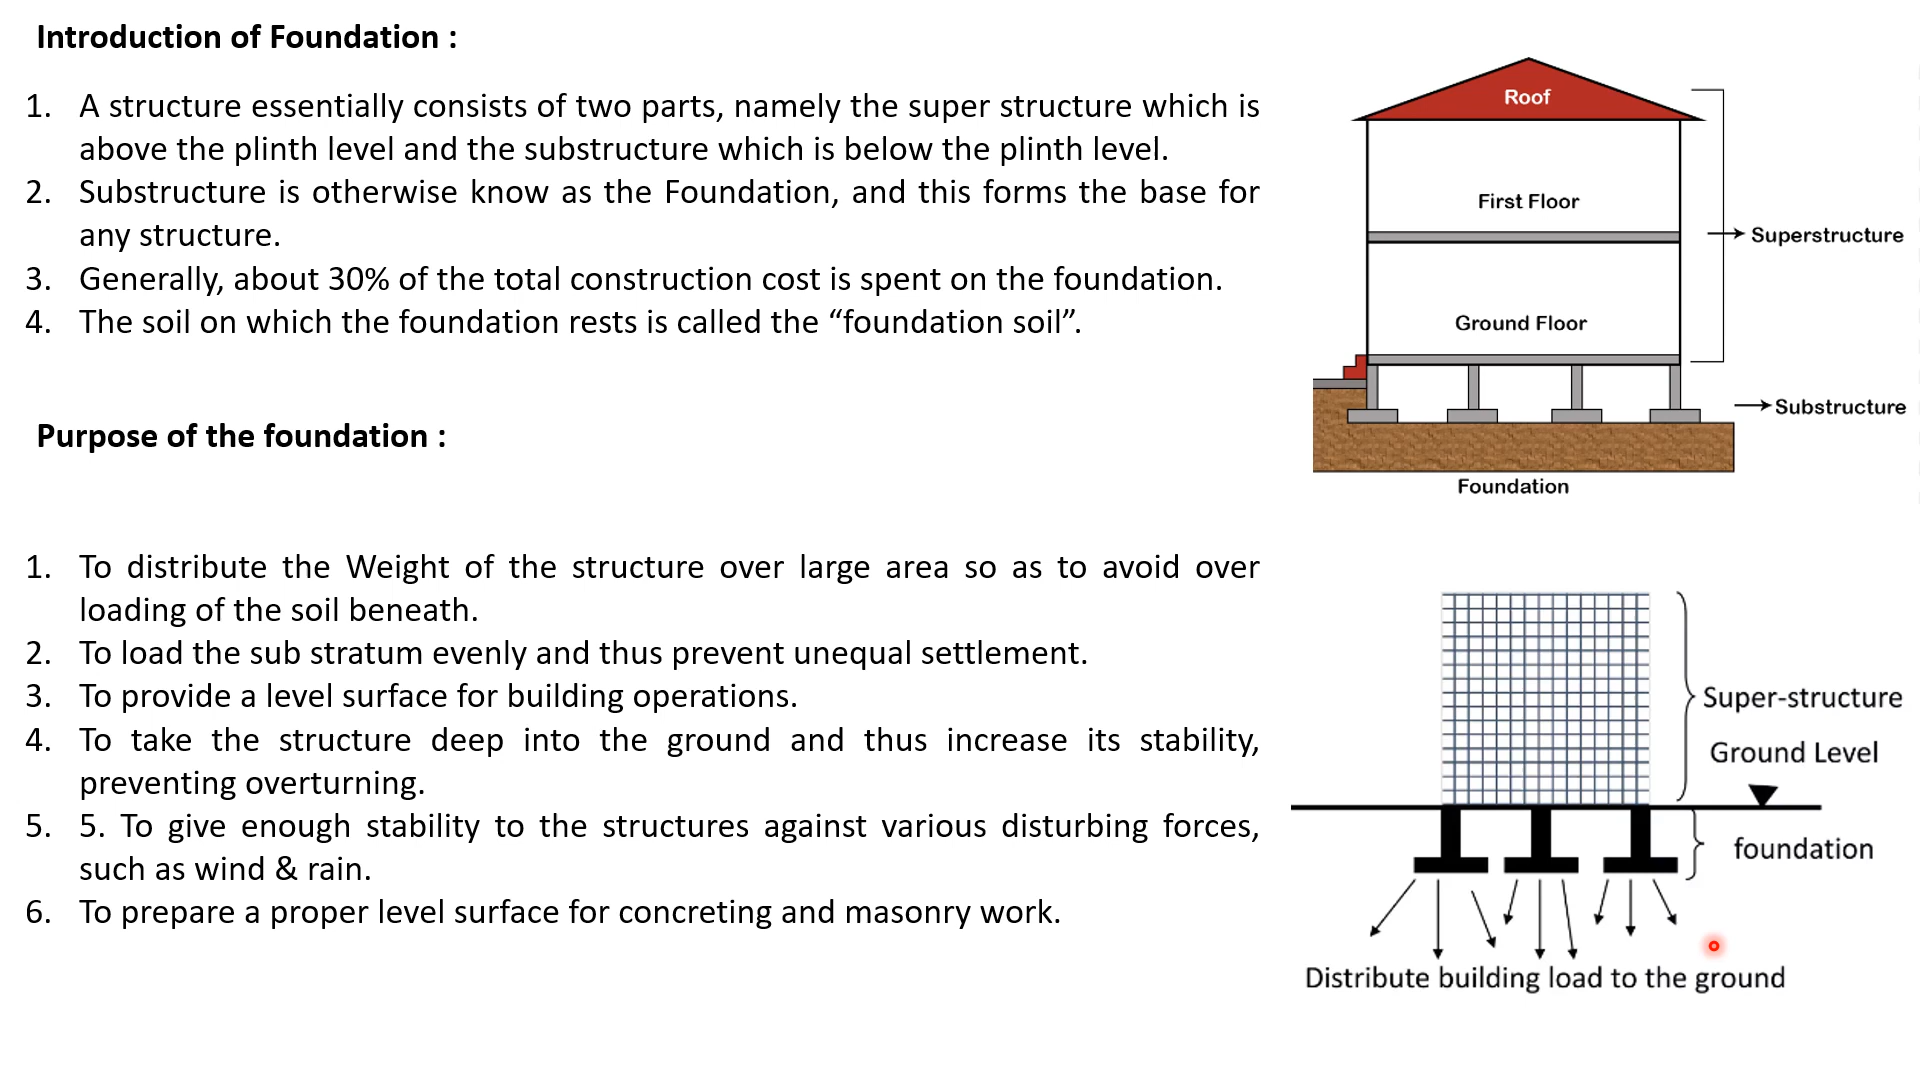 Introduction of Foundation :
1. A structure essentially consists of two parts, namely the super structure which is
above the plinth level and the substructure which is below the plinth level.
2. Substructure is otherwise know as the Foundation, and this forms the base for
any structure.
3. Generally, about 30% of the total construction cost is spent on the foundation.
4. The soil on which the foundation rests is called the “foundation soil”.
Purpose of the foundation :
1. To distribute the Weight of the structure over large area so as to avoid over
loading of the soil beneath.
2. To load the sub stratum evenly and thus prevent unequal settlement.
3. To provide a level surface for building operations.
4. To take the structure deep into the ground and thus increase its stability,
preventing overturning.
5. 5. To give enough stability to the structures against various disturbing forces,
such as wind & rain.
6. To prepare a proper level surface for concreting and masonry work.
Roof
First Floor
Superstructure
Ground Floor
Substructure
Foundation
Super-structure
Ground Level
foundation
Distribute building load to the ground